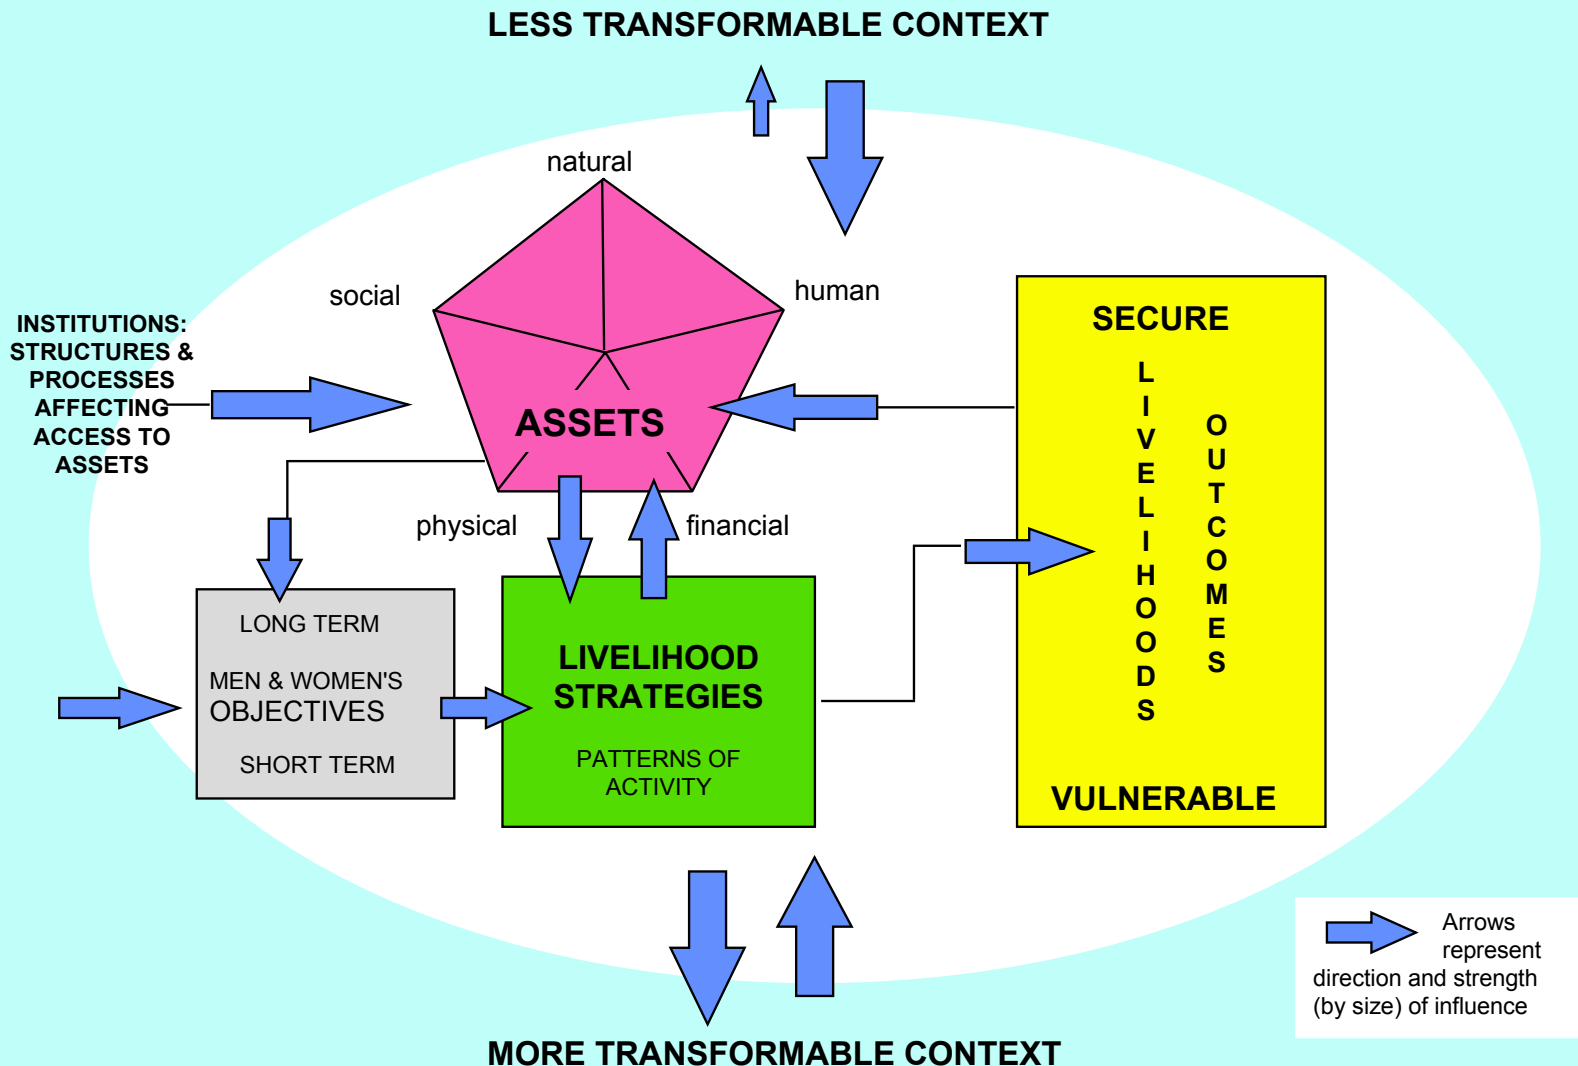 LESS TRANSFORMABLE CONTEXT
natural
social
human
INSTITUTIONS:
STRUCTURES &
PROCESSES
AFFECTING
ACCESS TO
ASSETS
ASSETS
physical
financial
LONG TERM
MEN & WOMEN'S
OBJECTIVES
SHORT TERM
LIVELIHOOD
STRATEGIES
PATTERNS OF
ACTIVITY
SECURE
LIVELIHOODS
OUTCOMES
VULNERABLE
Arrows
represent
direction and strength
(by size) of influence
MORE TRANSFORMABLE CONTEXT